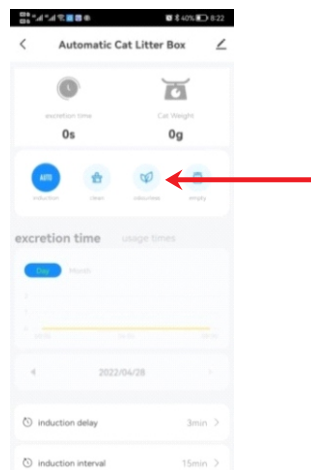 40% 8:22
Automatic Cat Litter Box
excretion time Cat Weight
0s 0g
AUTO
induction clean odourless empty
excretion time usage times
Day Month
2022/04/28
induction delay 3min
induction interval 15min